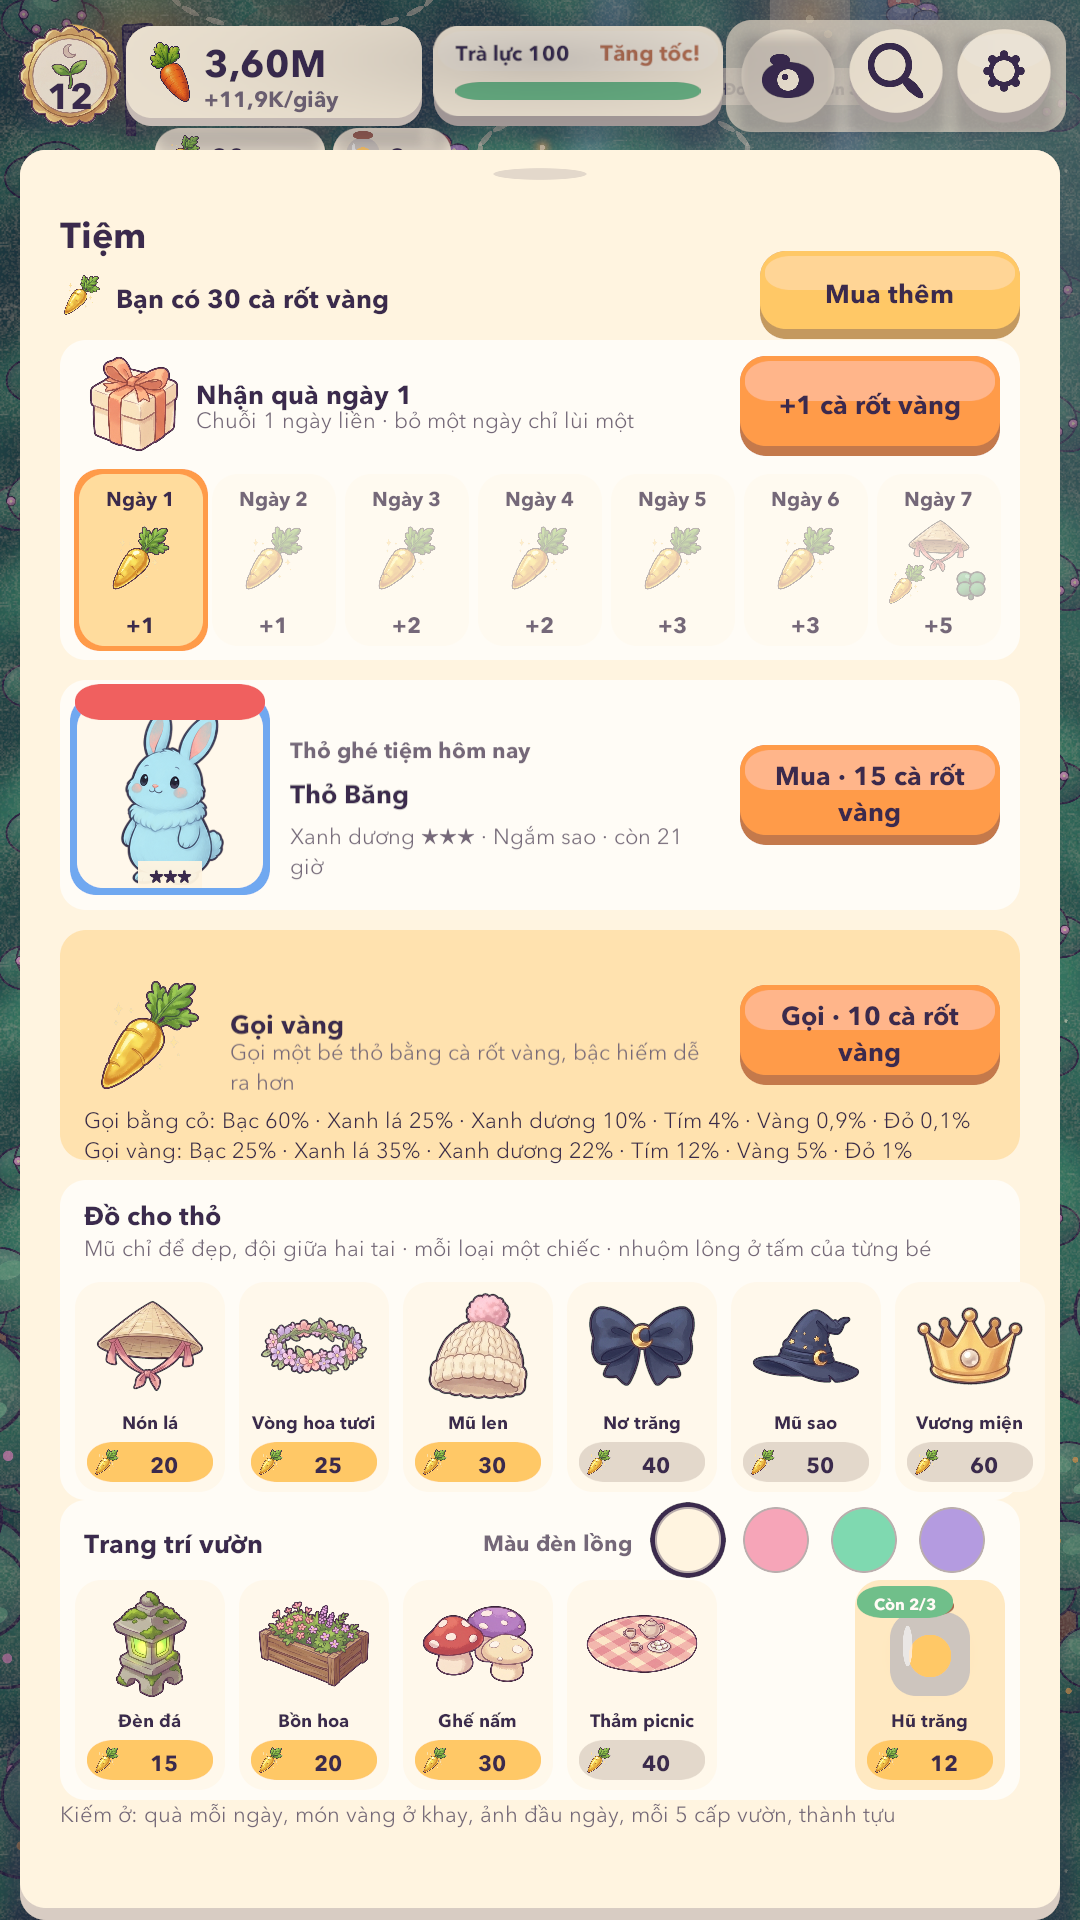 12
3,60M
+11,9K/giây
Trà lực 100 Tăng tốc!
Tiệm
Bạn có 30 cà rốt vàng
Mua thêm
Nhận quà ngày 1
Chuỗi 1 ngày liền · bỏ một ngày chỉ lùi một
+1 cà rốt vàng
Ngày 1 Ngày 2 Ngày 3 Ngày 4 Ngày 5 Ngày 6 Ngày 7
+1 +1 +2 +2 +3 +3 +5
Thỏ ghé tiệm hôm nay
Thỏ Băng
Xanh dương ★★★ · Ngắm sao · còn 21
giờ
★★★
Mua · 15 cà rốt
vàng
Gọi vàng
Gọi một bé thỏ bằng cà rốt vàng, bậc hiếm dễ
ra hơn
Gọi · 10 cà rốt
vàng
Gọi bằng cỏ: Bạc 60% · Xanh lá 25% · Xanh dương 10% · Tím 4% · Vàng 0,9% · Đỏ 0,1%
Gọi vàng: Bạc 25% · Xanh lá 35% · Xanh dương 22% · Tím 12% · Vàng 5% · Đỏ 1%
Đồ cho thỏ
Mũ chỉ để đẹp, đội giữa hai tai · mỗi loại một chiếc · nhuộm lông ở tấm của từng bé
Nón lá Vòng hoa tươi Mũ len Nơ trăng Mũ sao Vương miện
20 25 30 40 50 60
Trang trí vườn Màu đèn lồng
Còn 2/3
Đèn đá Bồn hoa Ghế nấm Thảm picnic Hũ trăng
15 20 30 40 12
Kiếm ở: quà mỗi ngày, món vàng ở khay, ảnh đầu ngày, mỗi 5 cấp vườn, thành tựu